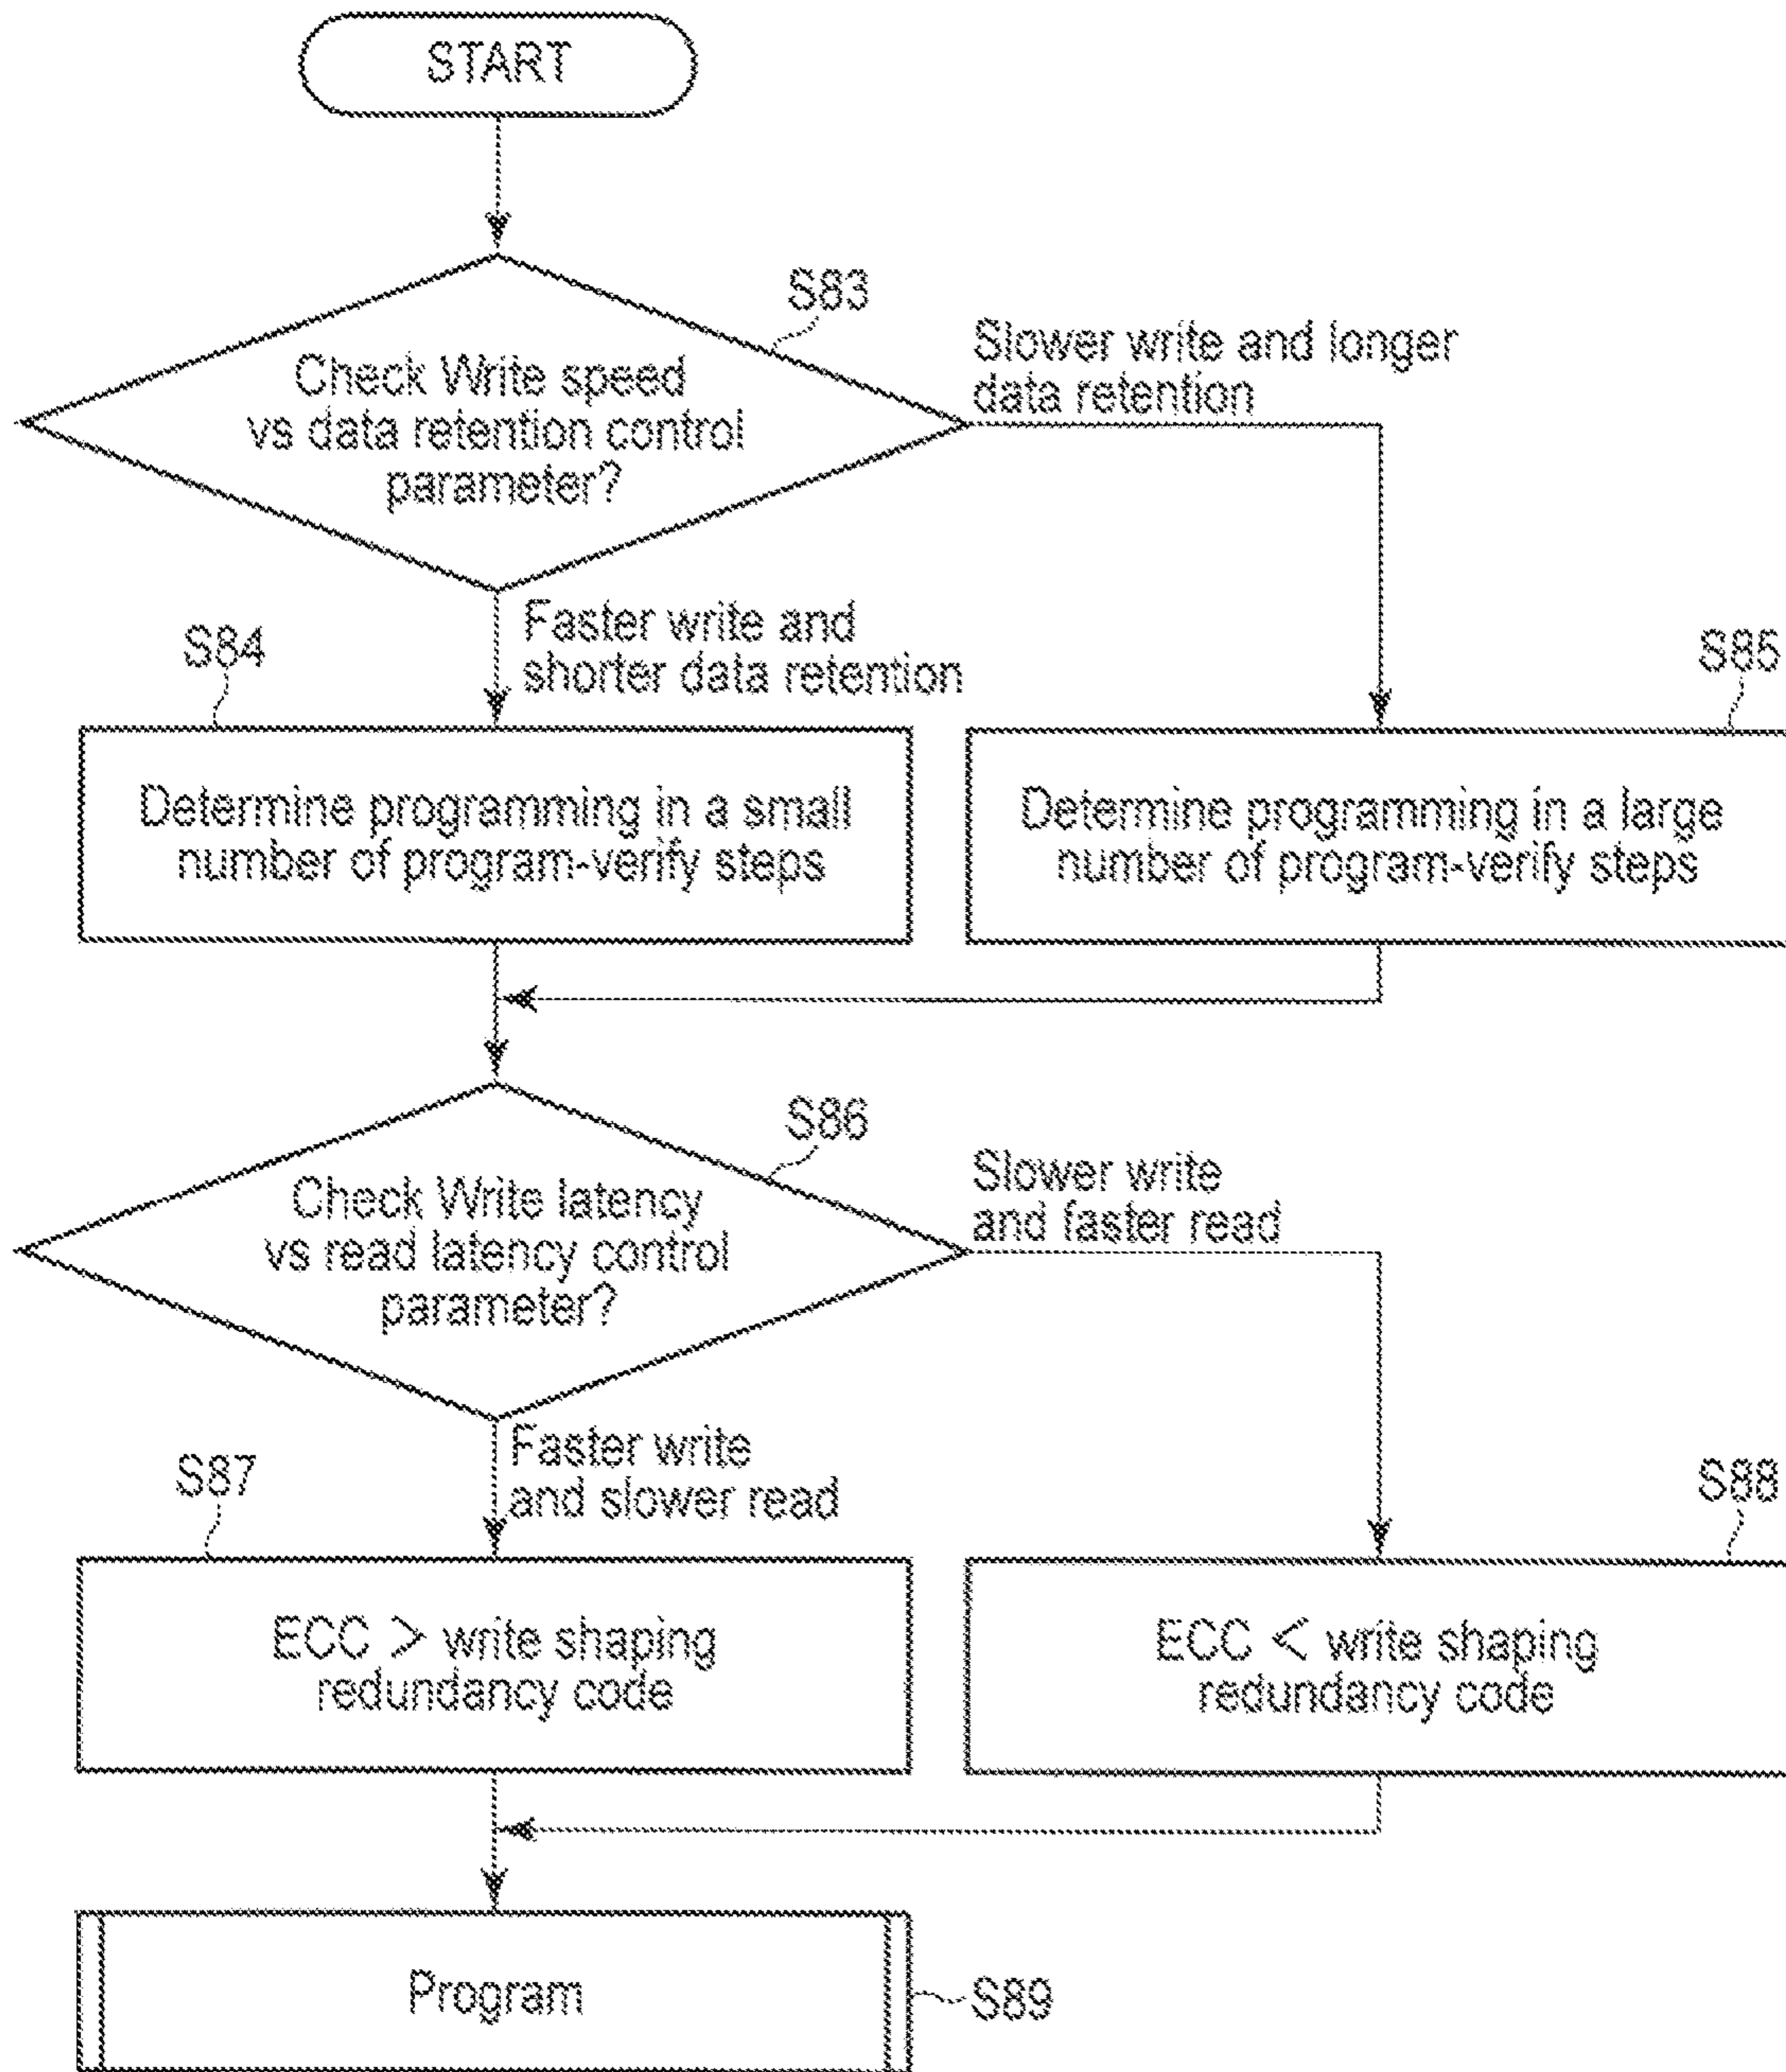 START
S83
Check Write speed
vs data retention control
parameter?
Slower write and longer
data retention
Faster write and
shorter data retention
S84
S85
Determine programming in a small
number of program-verify steps
Determine programming in a large
number of program-verify steps
S86
Check Write latency
vs read latency control
parameter?
Slower write
and faster read
Faster write
and slower read
S87
S88
ECC > write shaping
redundancy code
ECC < write shaping
redundancy code
Program
S89